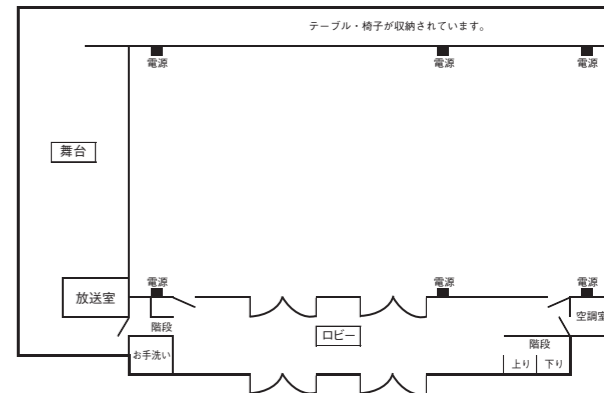 テーブル・椅子が収納されています。
電源
電源
電源
舞台
電源
電源
電源
放送室
空調室
階段
ロビー
階段
お手洗い
上り
下り